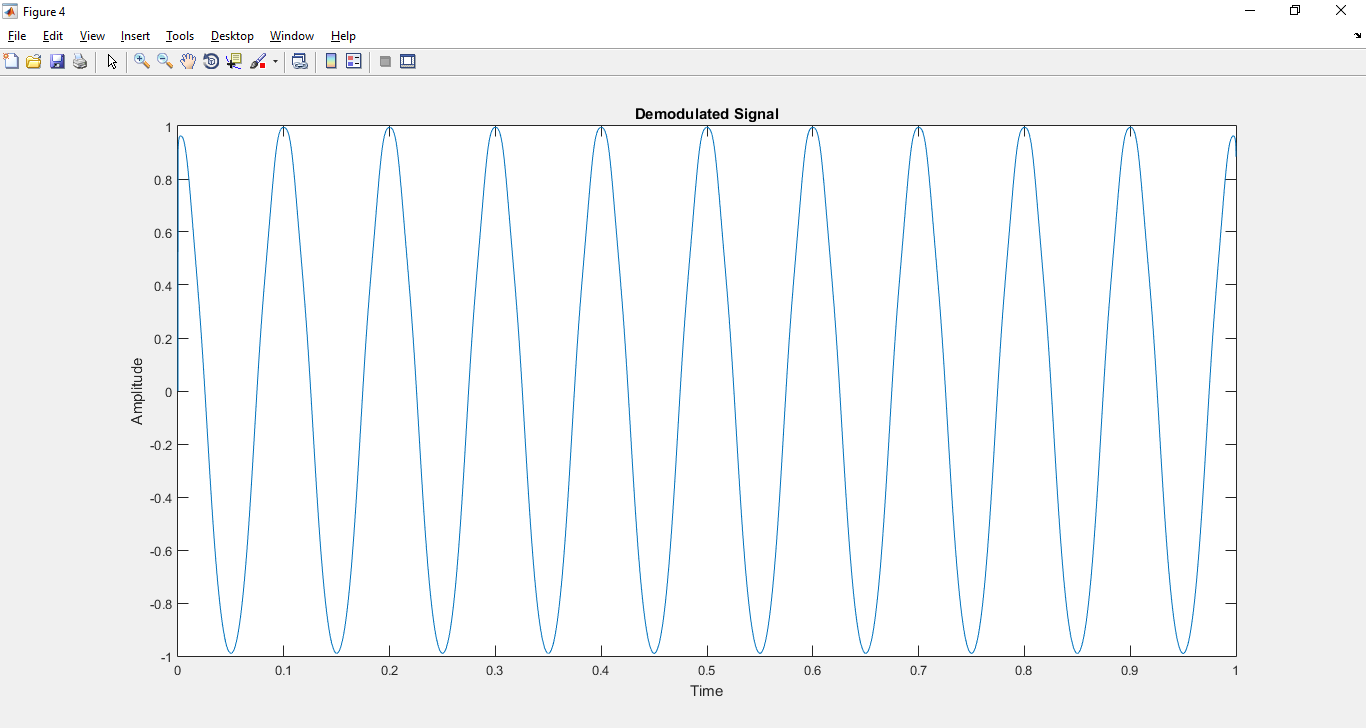 Figure 4
File Edit View Insert Tools Desktop Window Help
Demodulated Signal
1
0.8
0.6
0.4
0.2
0
-0.2
-0.4
-0.6
-0.8
-1
Amplitude
0 0.1 0.2 0.3 0.4 0.5 0.6 0.7 0.8 0.9 1
Time